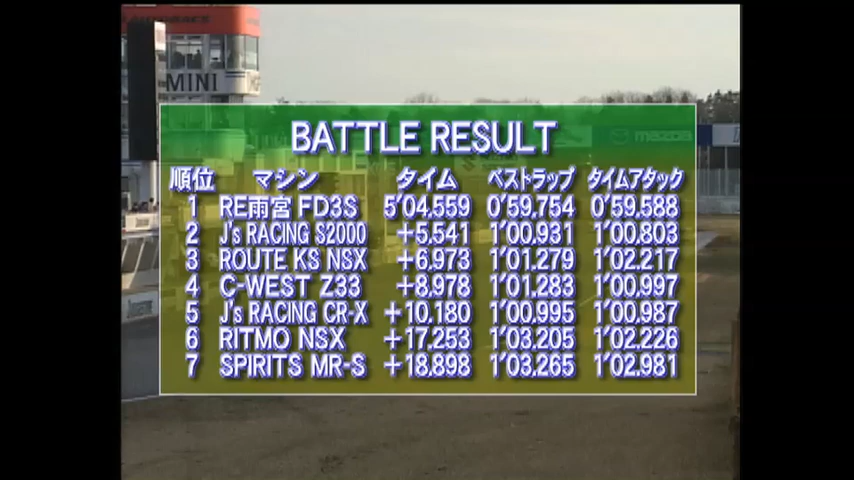 MINI
mazda
BATTLE RESULT
順位 マシン タイム ベストラップ タイムアタック
1 RE雨宮 FD3S 5'04.559 0'59.754 0'59.588
2 J's RACING S2000 +5.541 1'00.931 1'00.803
3 ROUTE KS NSX +6.973 1'01.279 1'02.217
4 C-WEST Z33 +8.978 1'01.283 1'00.997
5 J's RACING CR-X +10.180 1'00.995 1'00.987
6 RITMO NSX +17.253 1'03.205 1'02.226
7 SPIRITS MR-S +18.898 1'03.265 1'02.981